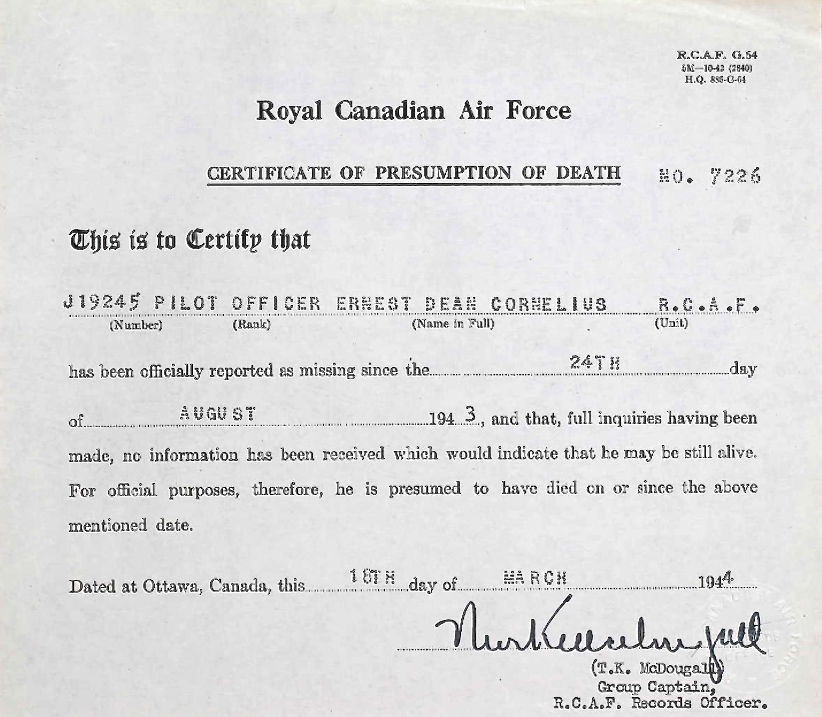 R.C.A.F. G.54
5M—10-42 (2840)
H.Q. 885-G-64
Royal Canadian Air Force
CERTIFICATE OF PRESUMPTION OF DEATH NO. 7226
This is to Certify that
J19245 PILOT OFFICER ERNEST DEAN CORNELIUS R.C.A.F.
(Number) (Rank) (Name in Full) (Unit)
has been officially reported as missing since the 24TH day
of AUGUST 1943, and that, full inquiries having been
made, no information has been received which would indicate that he may be still alive.
For official purposes, therefore, he is presumed to have died on or since the above
mentioned date.
Dated at Ottawa, Canada, this 18TH day of MARCH 1944
(T.K. McDougall)
Group Captain,
R.C.A.F. Records Officer.